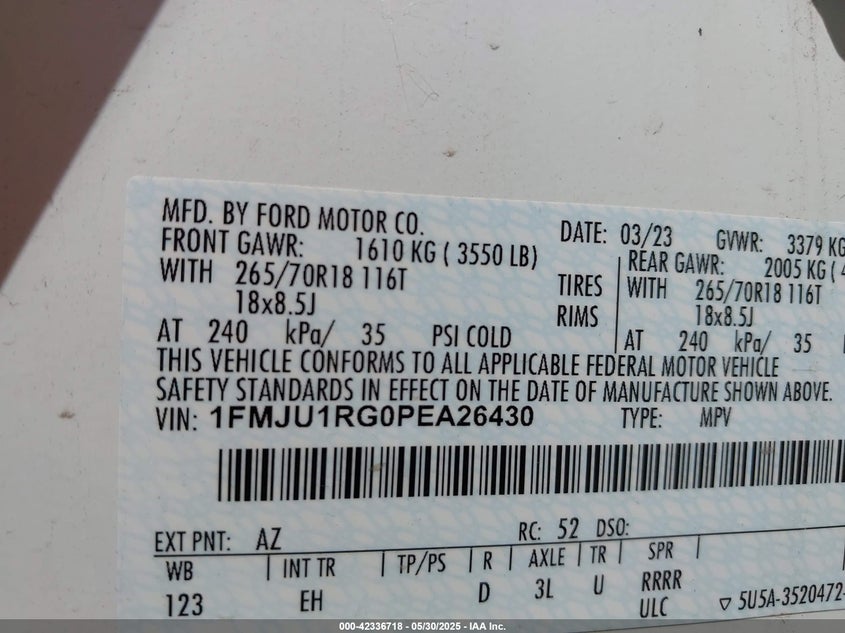 MFD. BY FORD MOTOR CO.
DATE: 03/23 GVWR: 3379 KG
FRONT GAWR: 1610 KG ( 3550 LB)
REAR GAWR: 2005 KG (
WITH 265/70R18 116T TIRES
WITH 265/70R18 116T
18x8.5J RIMS
18x8.5J
AT 240 kPa/ 35 PSI COLD
AT 240 kPa/ 35
THIS VEHICLE CONFORMS TO ALL APPLICABLE FEDERAL MOTOR VEHICLE
SAFETY STANDARDS IN EFFECT ON THE DATE OF MANUFACTURE SHOWN ABOVE.
VIN: 1FMJU1RG0PEA26430 TYPE: MPV
EXT PNT: AZ RC: 52 DSO:
WB INT TR TP/PS R AXLE TR SPR
123 EH D 3L U RRRR
ULC ▽ 5U5A-3520472-
000-42336718 - 05/30/2025 - IAA Inc.